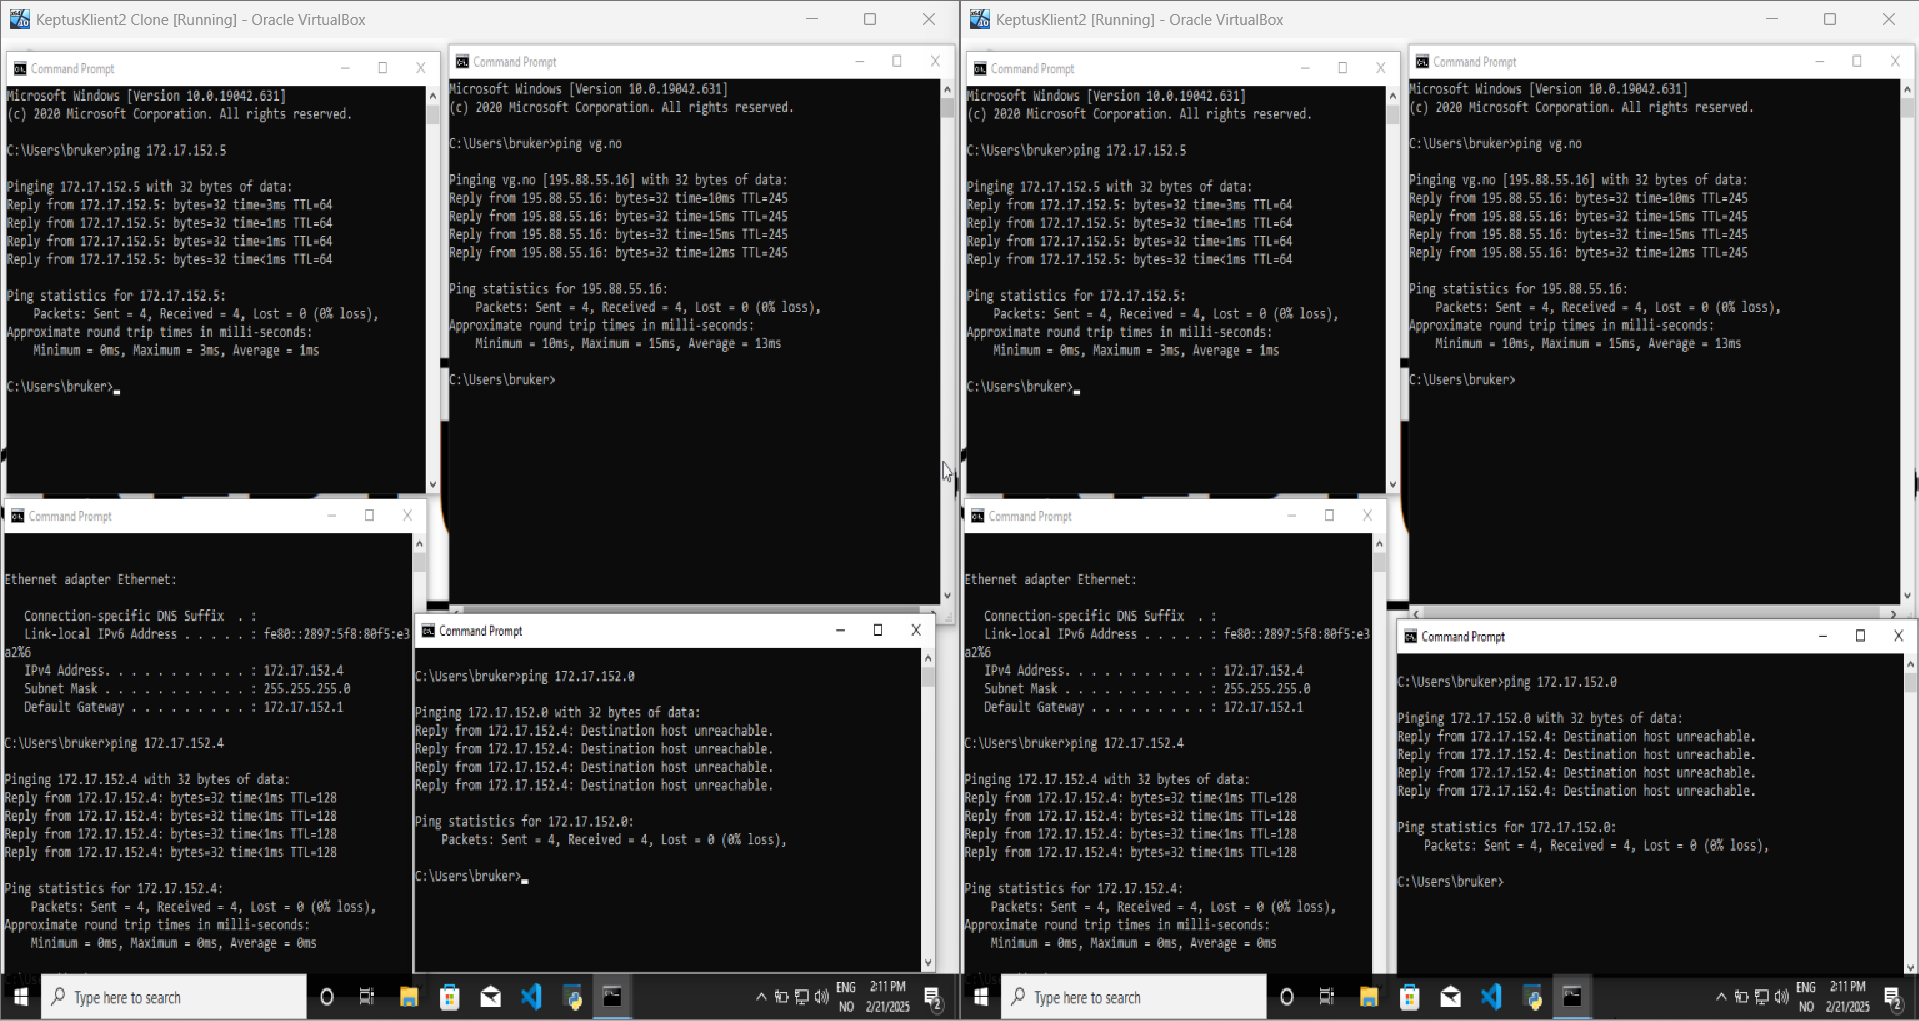 KeptusKlient2 Clone [Running] - Oracle VirtualBox
Command Prompt
Microsoft Windows [Version 10.0.19042.631]
(c) 2020 Microsoft Corporation. All rights reserved.
C:\Users\bruker>ping 172.17.152.5
Pinging 172.17.152.5 with 32 bytes of data:
Reply from 172.17.152.5: bytes=32 time=3ms TTL=64
Reply from 172.17.152.5: bytes=32 time=1ms TTL=64
Reply from 172.17.152.5: bytes=32 time=1ms TTL=64
Reply from 172.17.152.5: bytes=32 time<1ms TTL=64
Ping statistics for 172.17.152.5:
Packets: Sent = 4, Received = 4, Lost = 0 (0% loss),
Approximate round trip times in milli-seconds:
Minimum = 0ms, Maximum = 3ms, Average = 1ms
C:\Users\bruker>
Command Prompt
Microsoft Windows [Version 10.0.19042.631]
(c) 2020 Microsoft Corporation. All rights reserved.
C:\Users\bruker>ping vg.no
Pinging vg.no [195.88.55.16] with 32 bytes of data:
Reply from 195.88.55.16: bytes=32 time=10ms TTL=245
Reply from 195.88.55.16: bytes=32 time=15ms TTL=245
Reply from 195.88.55.16: bytes=32 time=15ms TTL=245
Reply from 195.88.55.16: bytes=32 time=12ms TTL=245
Ping statistics for 195.88.55.16:
Packets: Sent = 4, Received = 4, Lost = 0 (0% loss),
Approximate round trip times in milli-seconds:
Minimum = 10ms, Maximum = 15ms, Average = 13ms
C:\Users\bruker>
Command Prompt
Ethernet adapter Ethernet:
Connection-specific DNS Suffix . :
Link-local IPv6 Address . . . . . : fe80::2897:5f8:80f5:e3
a2%6
IPv4 Address. . . . . . . . . . . : 172.17.152.4
Subnet Mask . . . . . . . . . . . : 255.255.255.0
Default Gateway . . . . . . . . . : 172.17.152.1
C:\Users\bruker>ping 172.17.152.4
Pinging 172.17.152.4 with 32 bytes of data:
Reply from 172.17.152.4: bytes=32 time<1ms TTL=128
Reply from 172.17.152.4: bytes=32 time<1ms TTL=128
Reply from 172.17.152.4: bytes=32 time<1ms TTL=128
Reply from 172.17.152.4: bytes=32 time<1ms TTL=128
Ping statistics for 172.17.152.4:
Packets: Sent = 4, Received = 4, Lost = 0 (0% loss),
Approximate round trip times in milli-seconds:
Minimum = 0ms, Maximum = 0ms, Average = 0ms
Command Prompt
C:\Users\bruker>ping 172.17.152.0
Pinging 172.17.152.0 with 32 bytes of data:
Reply from 172.17.152.4: Destination host unreachable.
Reply from 172.17.152.4: Destination host unreachable.
Reply from 172.17.152.4: Destination host unreachable.
Reply from 172.17.152.4: Destination host unreachable.
Ping statistics for 172.17.152.0:
Packets: Sent = 4, Received = 4, Lost = 0 (0% loss),
C:\Users\bruker>
Type here to search
ENG
NO
2:11 PM
2/21/2025
2
KeptusKlient2 [Running] - Oracle VirtualBox
Command Prompt
Microsoft Windows [Version 10.0.19042.631]
(c) 2020 Microsoft Corporation. All rights reserved.
C:\Users\bruker>ping 172.17.152.5
Pinging 172.17.152.5 with 32 bytes of data:
Reply from 172.17.152.5: bytes=32 time=3ms TTL=64
Reply from 172.17.152.5: bytes=32 time=1ms TTL=64
Reply from 172.17.152.5: bytes=32 time=1ms TTL=64
Reply from 172.17.152.5: bytes=32 time<1ms TTL=64
Ping statistics for 172.17.152.5:
Packets: Sent = 4, Received = 4, Lost = 0 (0% loss),
Approximate round trip times in milli-seconds:
Minimum = 0ms, Maximum = 3ms, Average = 1ms
C:\Users\bruker>
Command Prompt
Microsoft Windows [Version 10.0.19042.631]
(c) 2020 Microsoft Corporation. All rights reserved.
C:\Users\bruker>ping vg.no
Pinging vg.no [195.88.55.16] with 32 bytes of data:
Reply from 195.88.55.16: bytes=32 time=10ms TTL=245
Reply from 195.88.55.16: bytes=32 time=15ms TTL=245
Reply from 195.88.55.16: bytes=32 time=15ms TTL=245
Reply from 195.88.55.16: bytes=32 time=12ms TTL=245
Ping statistics for 195.88.55.16:
Packets: Sent = 4, Received = 4, Lost = 0 (0% loss),
Approximate round trip times in milli-seconds:
Minimum = 10ms, Maximum = 15ms, Average = 13ms
C:\Users\bruker>
Command Prompt
Ethernet adapter Ethernet:
Connection-specific DNS Suffix . :
Link-local IPv6 Address . . . . . : fe80::2897:5f8:80f5:e3
a2%6
IPv4 Address. . . . . . . . . . . : 172.17.152.4
Subnet Mask . . . . . . . . . . . : 255.255.255.0
Default Gateway . . . . . . . . . : 172.17.152.1
C:\Users\bruker>ping 172.17.152.4
Pinging 172.17.152.4 with 32 bytes of data:
Reply from 172.17.152.4: bytes=32 time<1ms TTL=128
Reply from 172.17.152.4: bytes=32 time<1ms TTL=128
Reply from 172.17.152.4: bytes=32 time<1ms TTL=128
Reply from 172.17.152.4: bytes=32 time<1ms TTL=128
Ping statistics for 172.17.152.4:
Packets: Sent = 4, Received = 4, Lost = 0 (0% loss),
Approximate round trip times in milli-seconds:
Minimum = 0ms, Maximum = 0ms, Average = 0ms
Command Prompt
C:\Users\bruker>ping 172.17.152.0
Pinging 172.17.152.0 with 32 bytes of data:
Reply from 172.17.152.4: Destination host unreachable.
Reply from 172.17.152.4: Destination host unreachable.
Reply from 172.17.152.4: Destination host unreachable.
Reply from 172.17.152.4: Destination host unreachable.
Ping statistics for 172.17.152.0:
Packets: Sent = 4, Received = 4, Lost = 0 (0% loss),
C:\Users\bruker>
Type here to search
ENG
NO
2:11 PM
2/21/2025
2